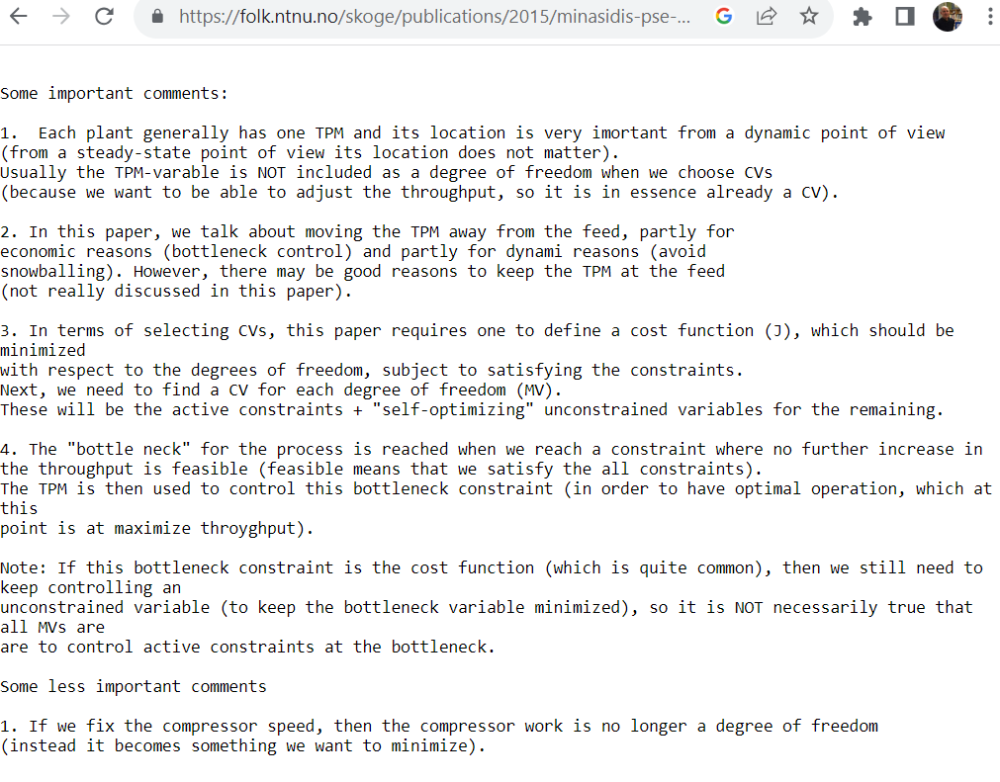 https://folk.ntnu.no/skoge/publications/2015/minasidis-pse-...
Some important comments:
1.  Each plant generally has one TPM and its location is very imortant from a dynamic point of view
(from a steady-state point of view its location does not matter).
Usually the TPM-varable is NOT included as a degree of freedom when we choose CVs
(because we want to be able to adjust the throughput, so it is in essence already a CV).
2. In this paper, we talk about moving the TPM away from the feed, partly for
economic reasons (bottleneck control) and partly for dynami reasons (avoid
snowballing). However, there may be good reasons to keep the TPM at the feed
(not really discussed in this paper).
3. In terms of selecting CVs, this paper requires one to define a cost function (J), which should be
minimized
with respect to the degrees of freedom, subject to satisfying the constraints.
Next, we need to find a CV for each degree of freedom (MV).
These will be the active constraints + "self-optimizing" unconstrained variables for the remaining.
4. The "bottle neck" for the process is reached when we reach a constraint where no further increase in
the throughput is feasible (feasible means that we satisfy the all constraints).
The TPM is then used to control this bottleneck constraint (in order to have optimal operation, which at
this
point is at maximize throyghput).
Note: If this bottleneck constraint is the cost function (which is quite common), then we still need to
keep controlling an
unconstrained variable (to keep the bottleneck variable minimized), so it is NOT necessarily true that
all MVs are
are to control active constraints at the bottleneck.
Some less important comments
1. If we fix the compressor speed, then the compressor work is no longer a degree of freedom
(instead it becomes something we want to minimize).